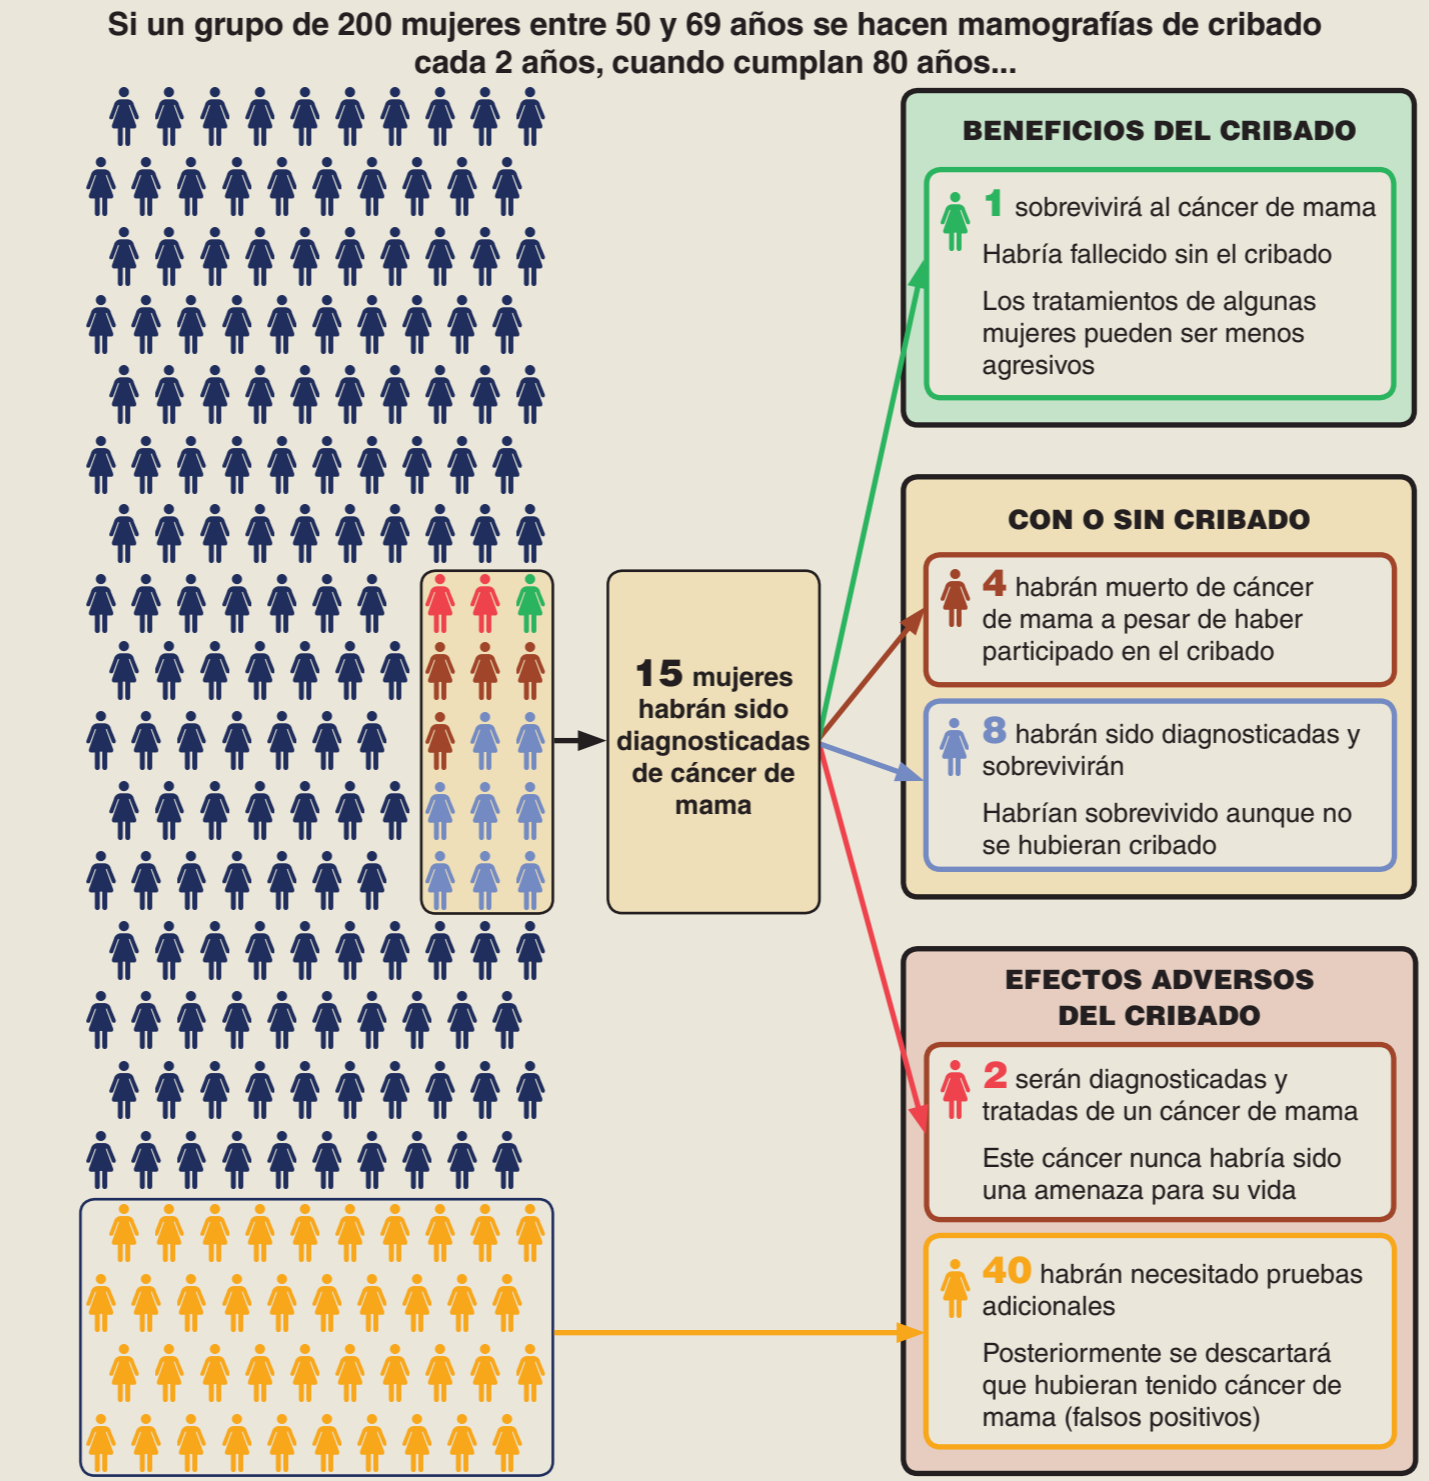 Si un grupo de 200 mujeres entre 50 y 69 años se hacen mamografías de cribado
cada 2 años, cuando cumplan 80 años...
15 mujeres
habrán sido
diagnosticadas
de cáncer de
mama
BENEFICIOS DEL CRIBADO
1 sobrevivirá al cáncer de mama
Habría fallecido sin el cribado
Los tratamientos de algunas
mujeres pueden ser menos
agresivos
CON O SIN CRIBADO
4 habrán muerto de cáncer
de mama a pesar de haber
participado en el cribado
8 habrán sido diagnosticadas y
sobrevivirán
Habrían sobrevivido aunque no
se hubieran cribado
EFECTOS ADVERSOS
DEL CRIBADO
2 serán diagnosticadas y
tratadas de un cáncer de mama
Este cáncer nunca habría sido
una amenaza para su vida
40 habrán necesitado pruebas
adicionales
Posteriormente se descartará
que hubieran tenido cáncer de
mama (falsos positivos)